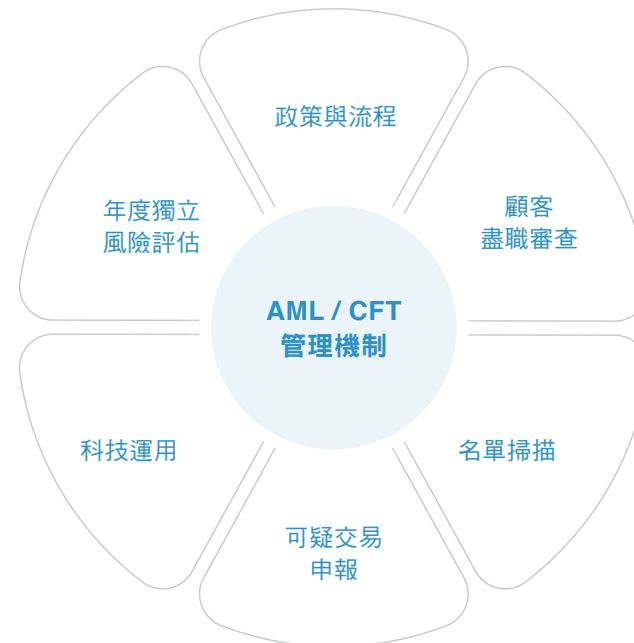 政策與流程
顧客
盡職審查
名單掃描
可疑交易
申報
科技運用
年度獨立
風險評估
AML / CFT
管理機制